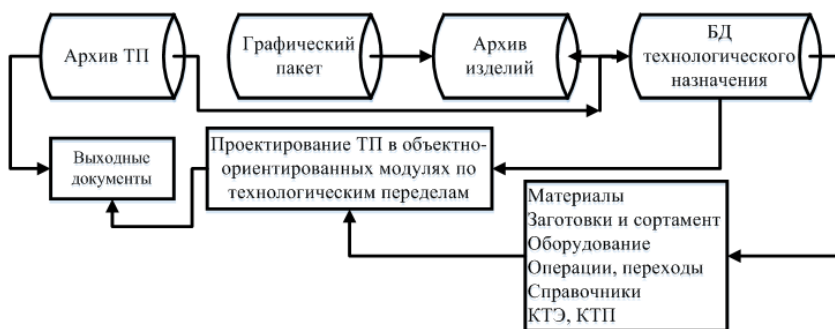 Архив ТП
Графический
пакет
Архив
изделий
БД
технологического
назначения
Выходные
документы
Проектирование ТП в объектно-
ориентированных модулях по
технологическим переделам
Материалы
Заготовки и сортамент
Оборудование
Операции, переходы
Справочники
КТЭ, КТП